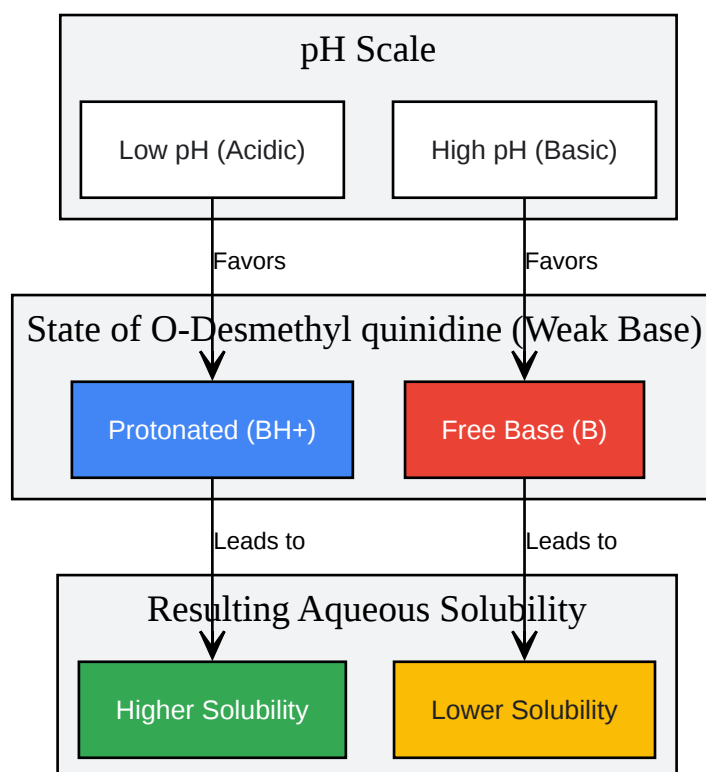 pH Scale
Low pH (Acidic)
High pH (Basic)
Favors
Favors
State of O-Desmethyl quinidine (Weak Base)
Protonated (BH+)
Free Base (B)
Leads to
Leads to
Resulting Aqueous Solubility
Higher Solubility
Lower Solubility